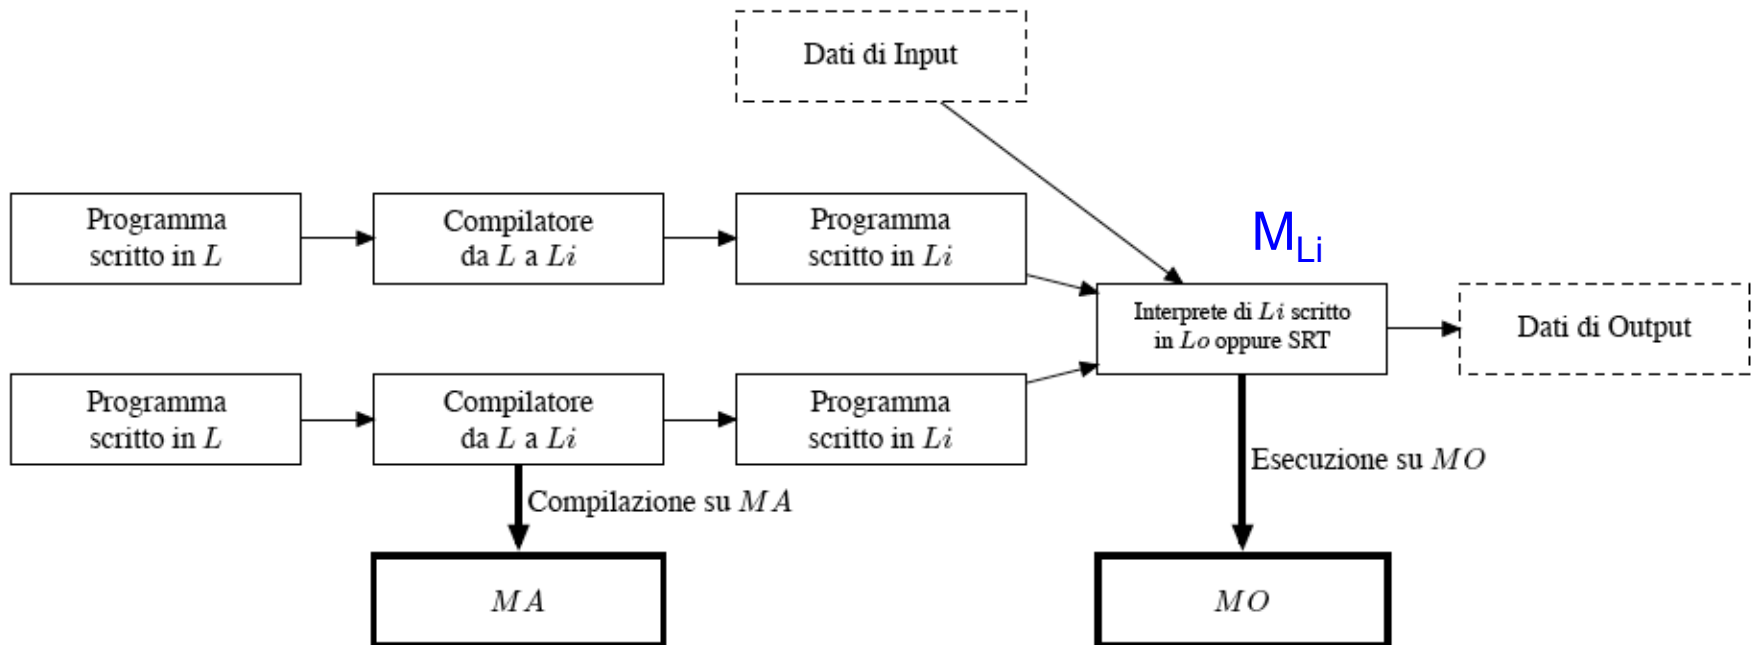 Dati di Input
Programma
scritto in L
Compilatore
da L a Li
Programma
scritto in Li
MLi
Interprete di Li scritto
in Lo oppure SRT
Dati di Output
Programma
scritto in L
Compilatore
da L a Li
Programma
scritto in Li
Esecuzione su MO
Compilazione su MA
MA
MO